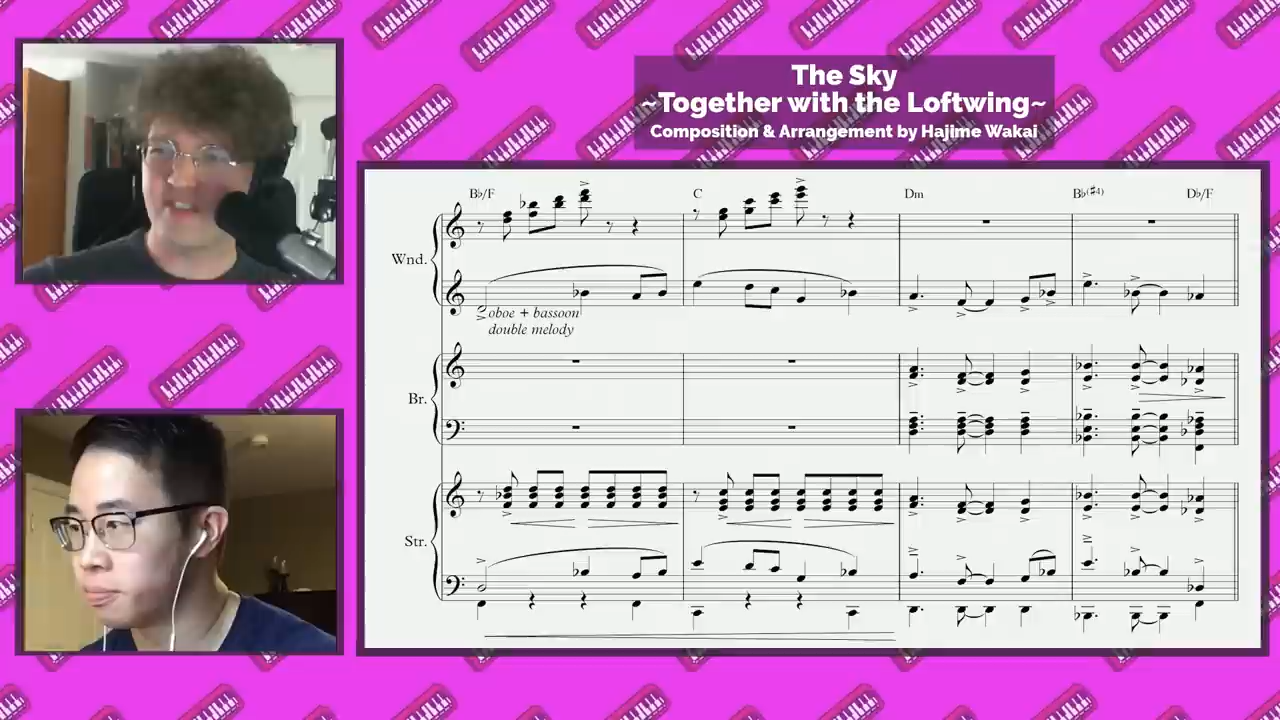 The Sky
~Together with the Loftwing~
Composition & Arrangement by Hajime Wakai
B♭/F C Dm B♭(♯4) D♭/F
Wnd.
oboe + bassoon
double melody
Br.
Str.